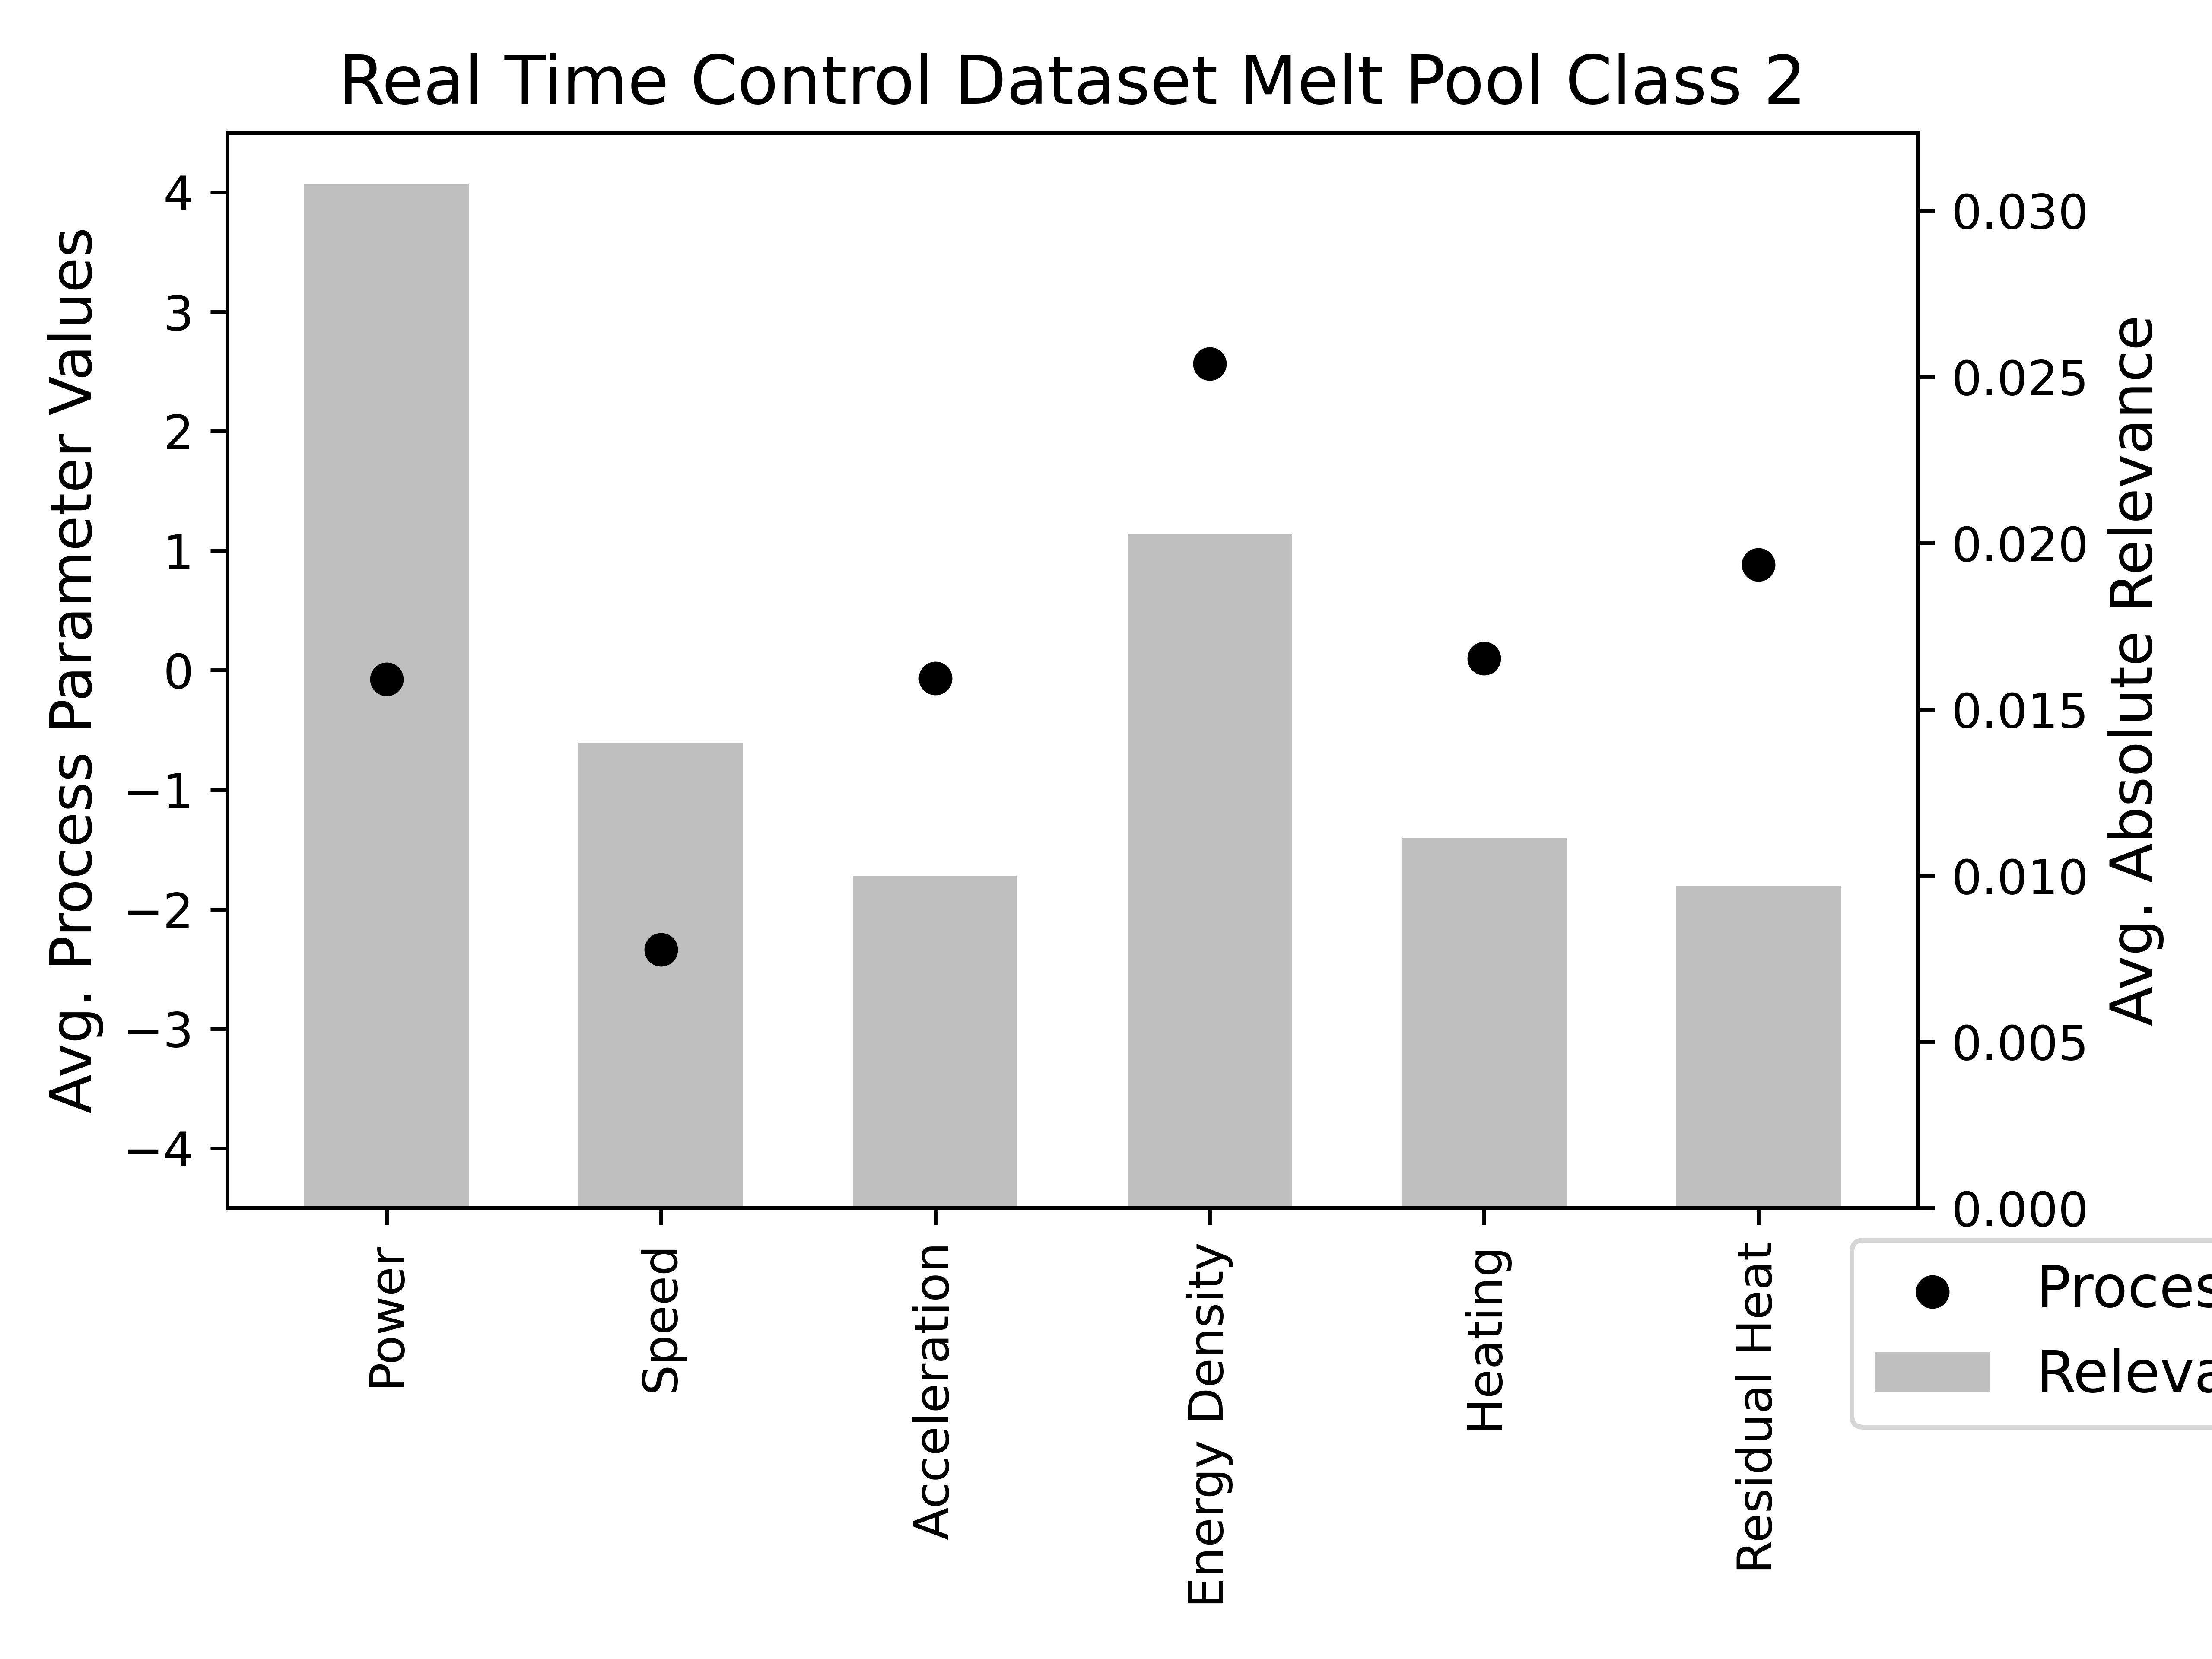 Real Time Control Dataset Melt Pool Class 2
Avg. Process Parameter Values
4
3
2
1
0
−1
−2
−3
−4
0.030
0.025
0.020
0.015
0.010
0.005
0.000
Avg. Absolute Relevance
Power
Speed
Acceleration
Energy Density
Heating
Residual Heat